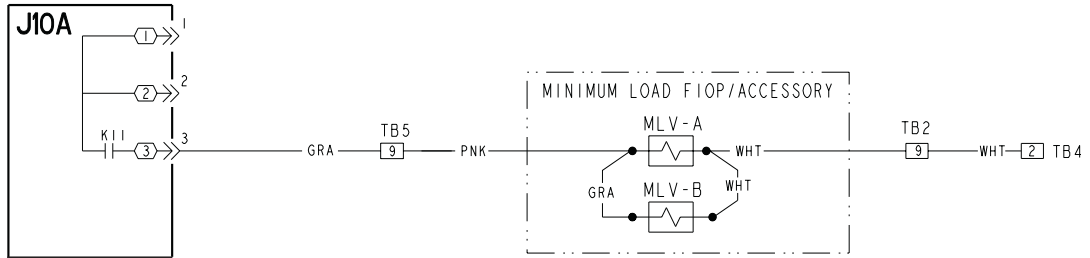 J10A
1
1
2
2
K11
3
3
GRA
TB5
9
PNK
MINIMUM LOAD FIOP/ACCESSORY
MLV-A
WHT
GRA
MLV-B
WHT
TB2
9
WHT
2
TB4